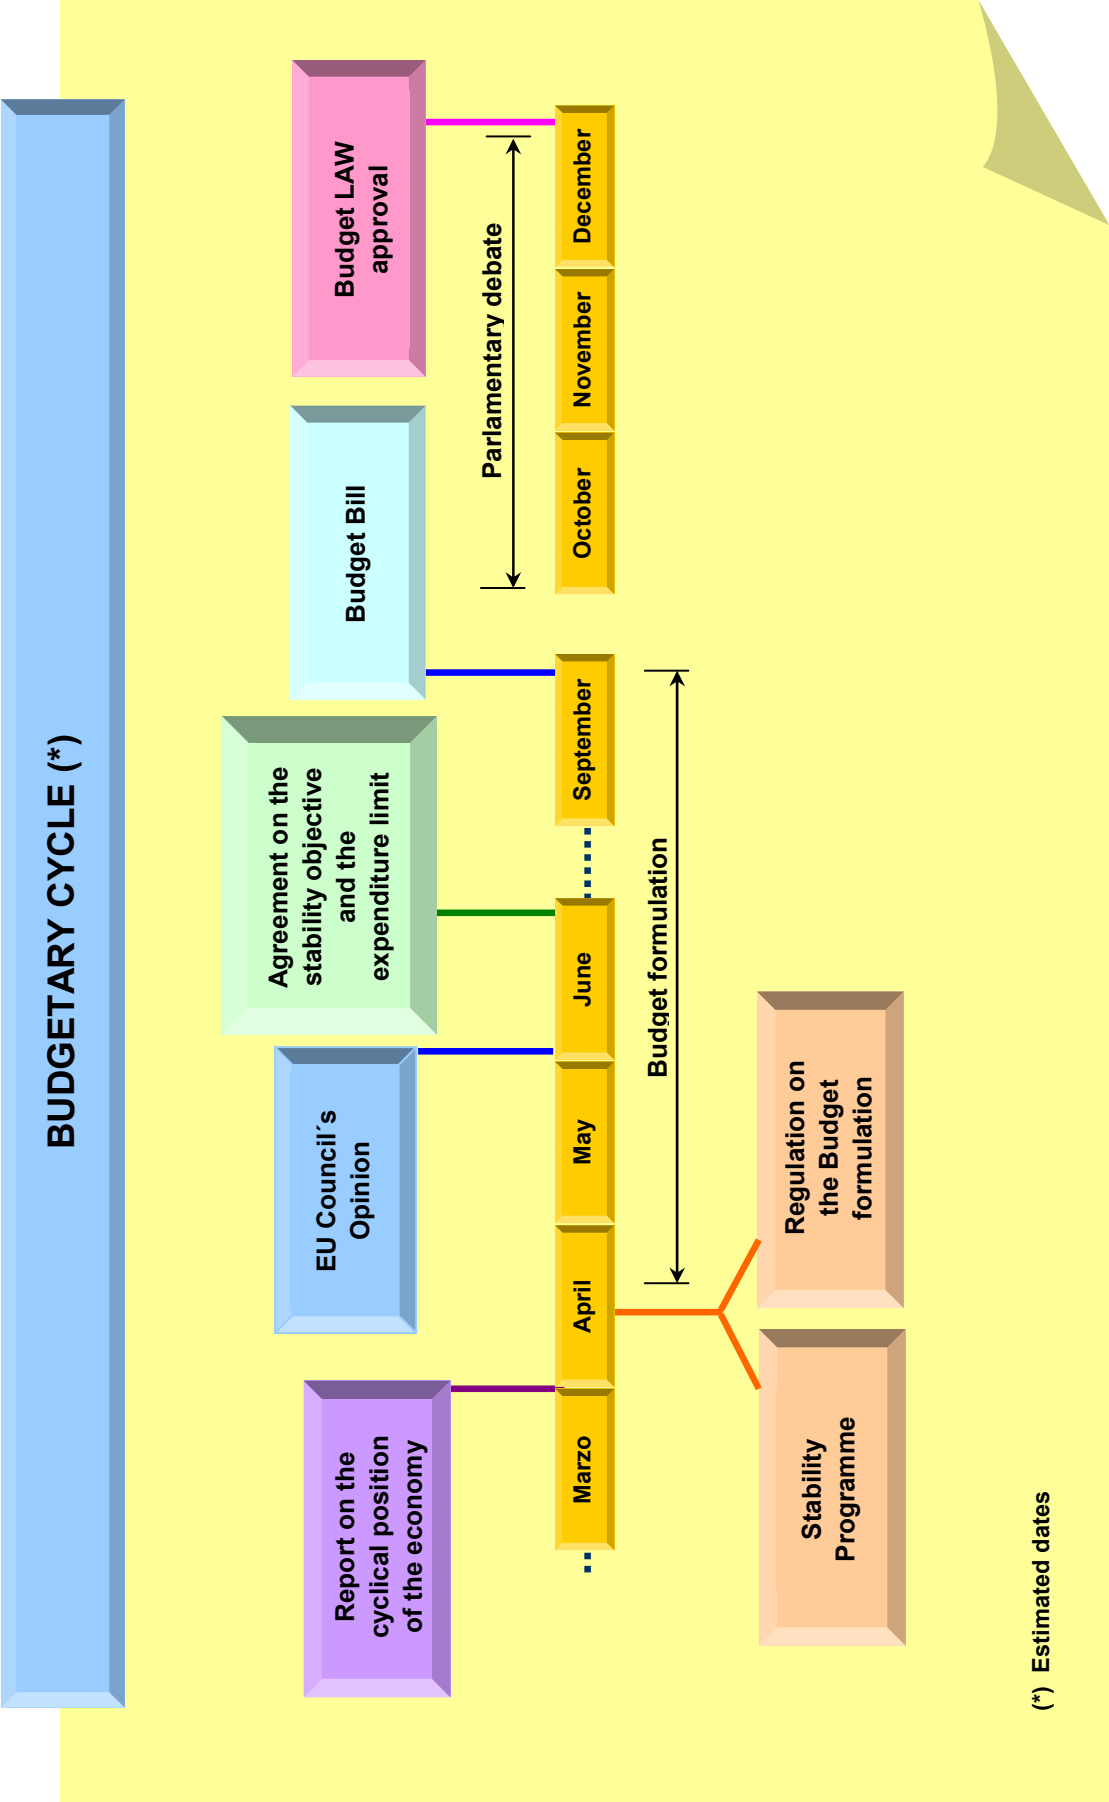 BUDGETARY CYCLE (*)
Report on the
cyclical position
of the economy
EU Council´s
Opinion
Agreement on the
stability objective
and the
expenditure limit
Budget Bill
Budget LAW
approval
Parlamentary debate
Marzo
April
May
June
September
October
November
December
Budget formulation
Stability
Programme
Regulation on
the Budget
formulation
(*) Estimated dates